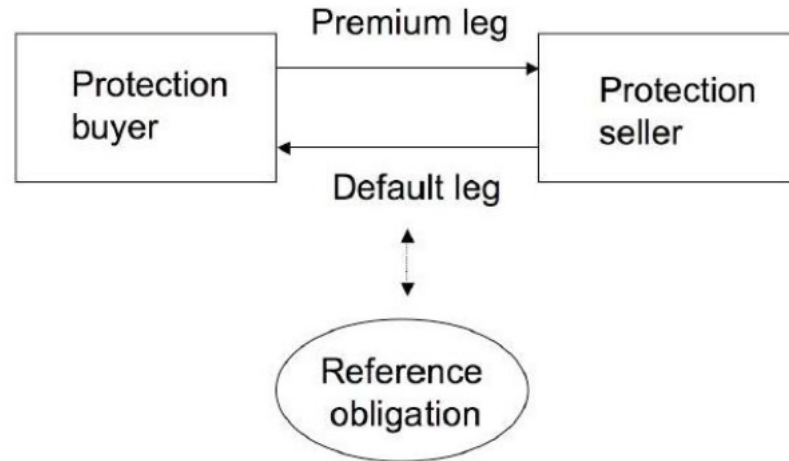 Premium leg
Protection
buyer
Protection
seller
Default leg
Reference
obligation